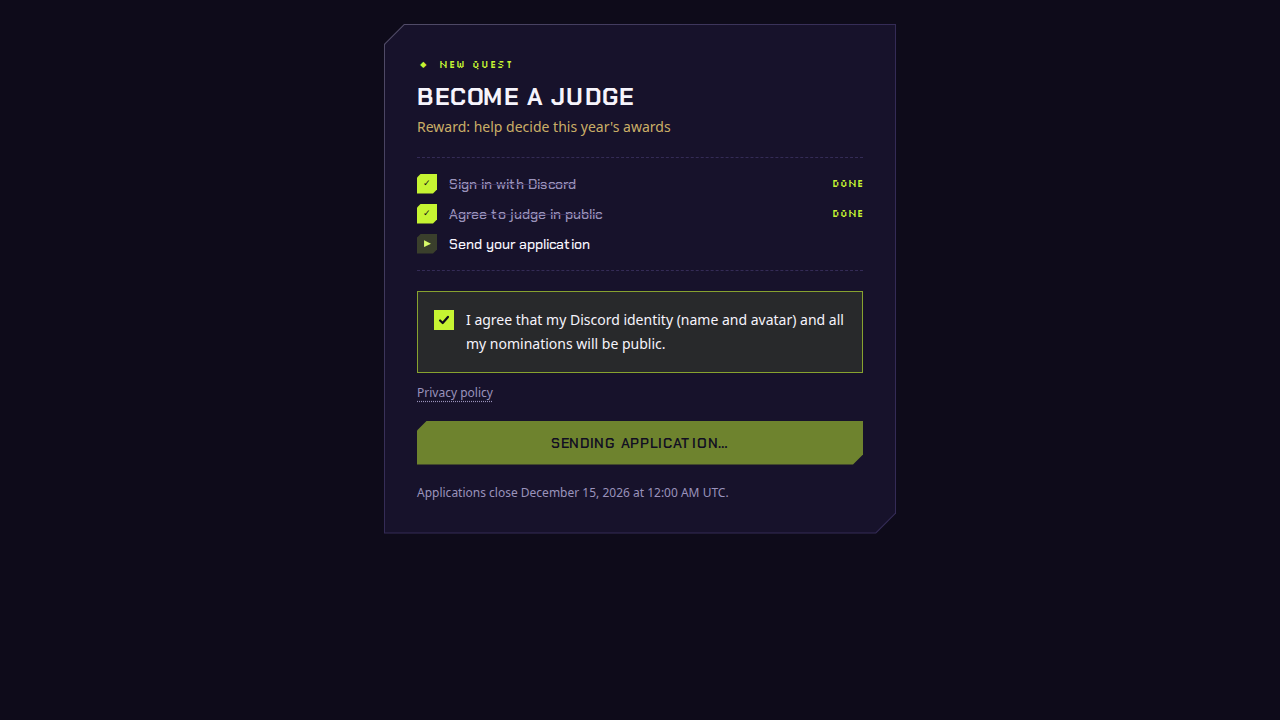 NEW QUEST
BECOME A JUDGE
Reward: help decide this year's awards
Sign in with Discord DONE
Agree to judge in public DONE
Send your application
I agree that my Discord identity (name and avatar) and all
my nominations will be public.
Privacy policy
SENDING APPLICATION...
Applications close December 15, 2026 at 12:00 AM UTC.